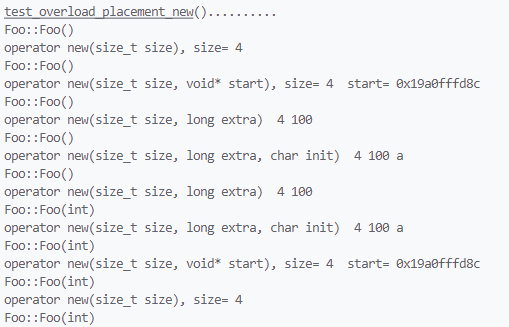 test_overload_placement_new()..........
Foo::Foo()
operator new(size_t size), size= 4
Foo::Foo()
operator new(size_t size, void* start), size= 4  start= 0x19a0fffd8c
Foo::Foo()
operator new(size_t size, long extra)  4 100
Foo::Foo()
operator new(size_t size, long extra, char init)  4 100 a
Foo::Foo()
operator new(size_t size, long extra)  4 100
Foo::Foo(int)
operator new(size_t size, long extra, char init)  4 100 a
Foo::Foo(int)
operator new(size_t size, void* start), size= 4  start= 0x19a0fffd8c
Foo::Foo(int)
operator new(size_t size), size= 4
Foo::Foo(int)